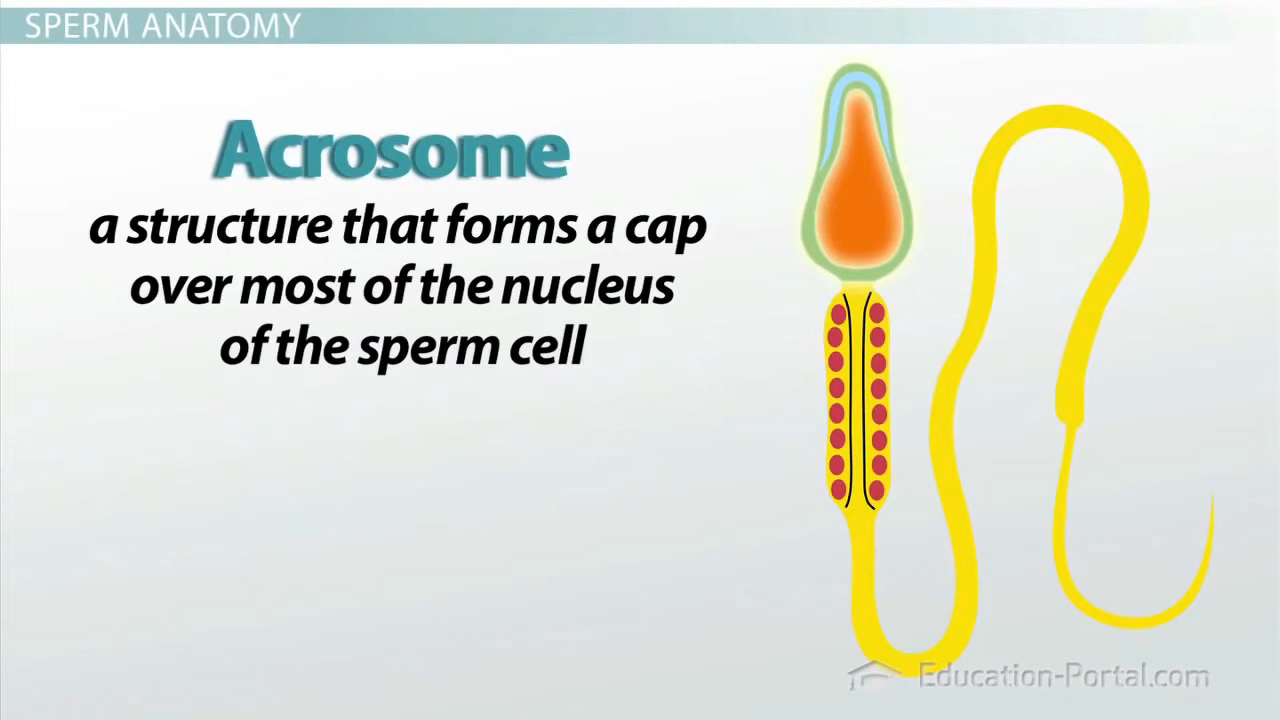 SPERM ANATOMY
Acrosome
a structure that forms a cap
over most of the nucleus
of the sperm cell
Education-Portal.com